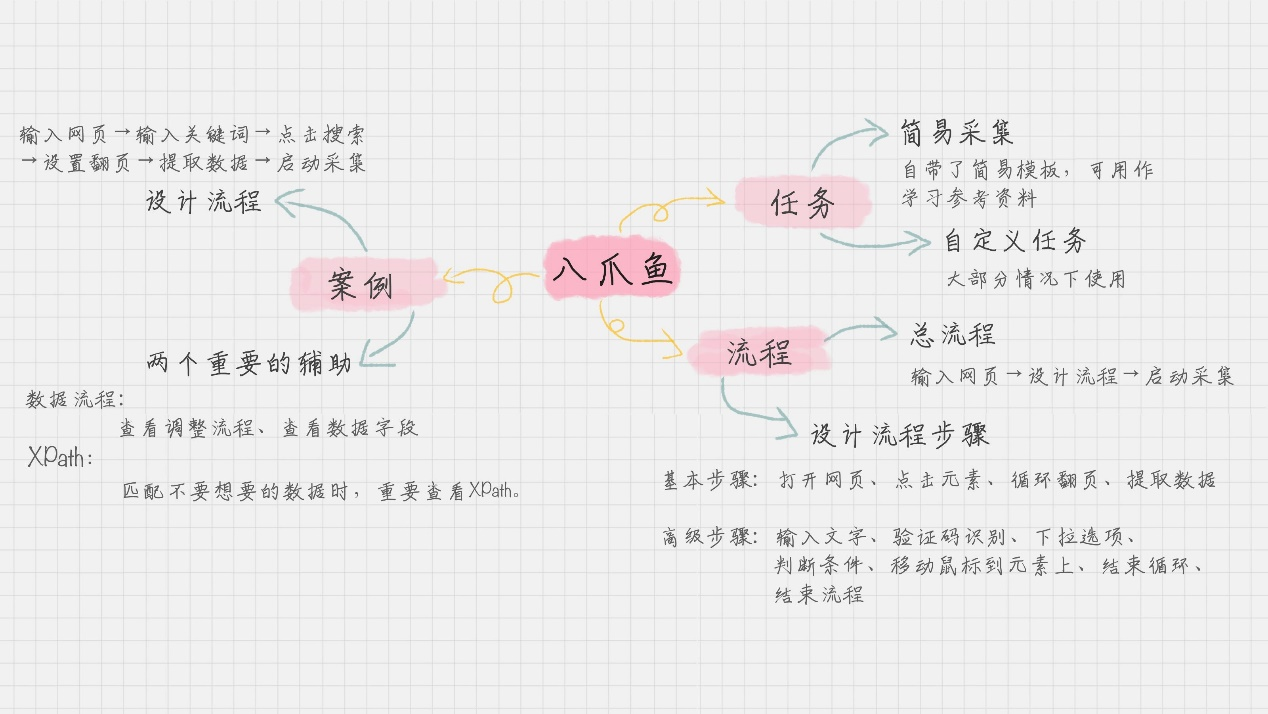 八爪鱼
任务
简易采集
自带了简易模板，可用作
学习参考资料
自定义任务
大部分情况下使用
流程
总流程
输入网页→设计流程→启动采集
设计流程步骤
基本步骤：打开网页、点击元素、循环翻页、提取数据
高级步骤：输入文字、验证码识别、下拉选项、
判断条件、移动鼠标到元素上、结束循环、
结束流程
案例
输入网页→输入关键词→点击搜索
→设置翻页→提取数据→启动采集
设计流程
两个重要的辅助
数据流程：
查看调整流程、查看数据字段
XPath：
匹配不要想要的数据时，重要查看XPath。